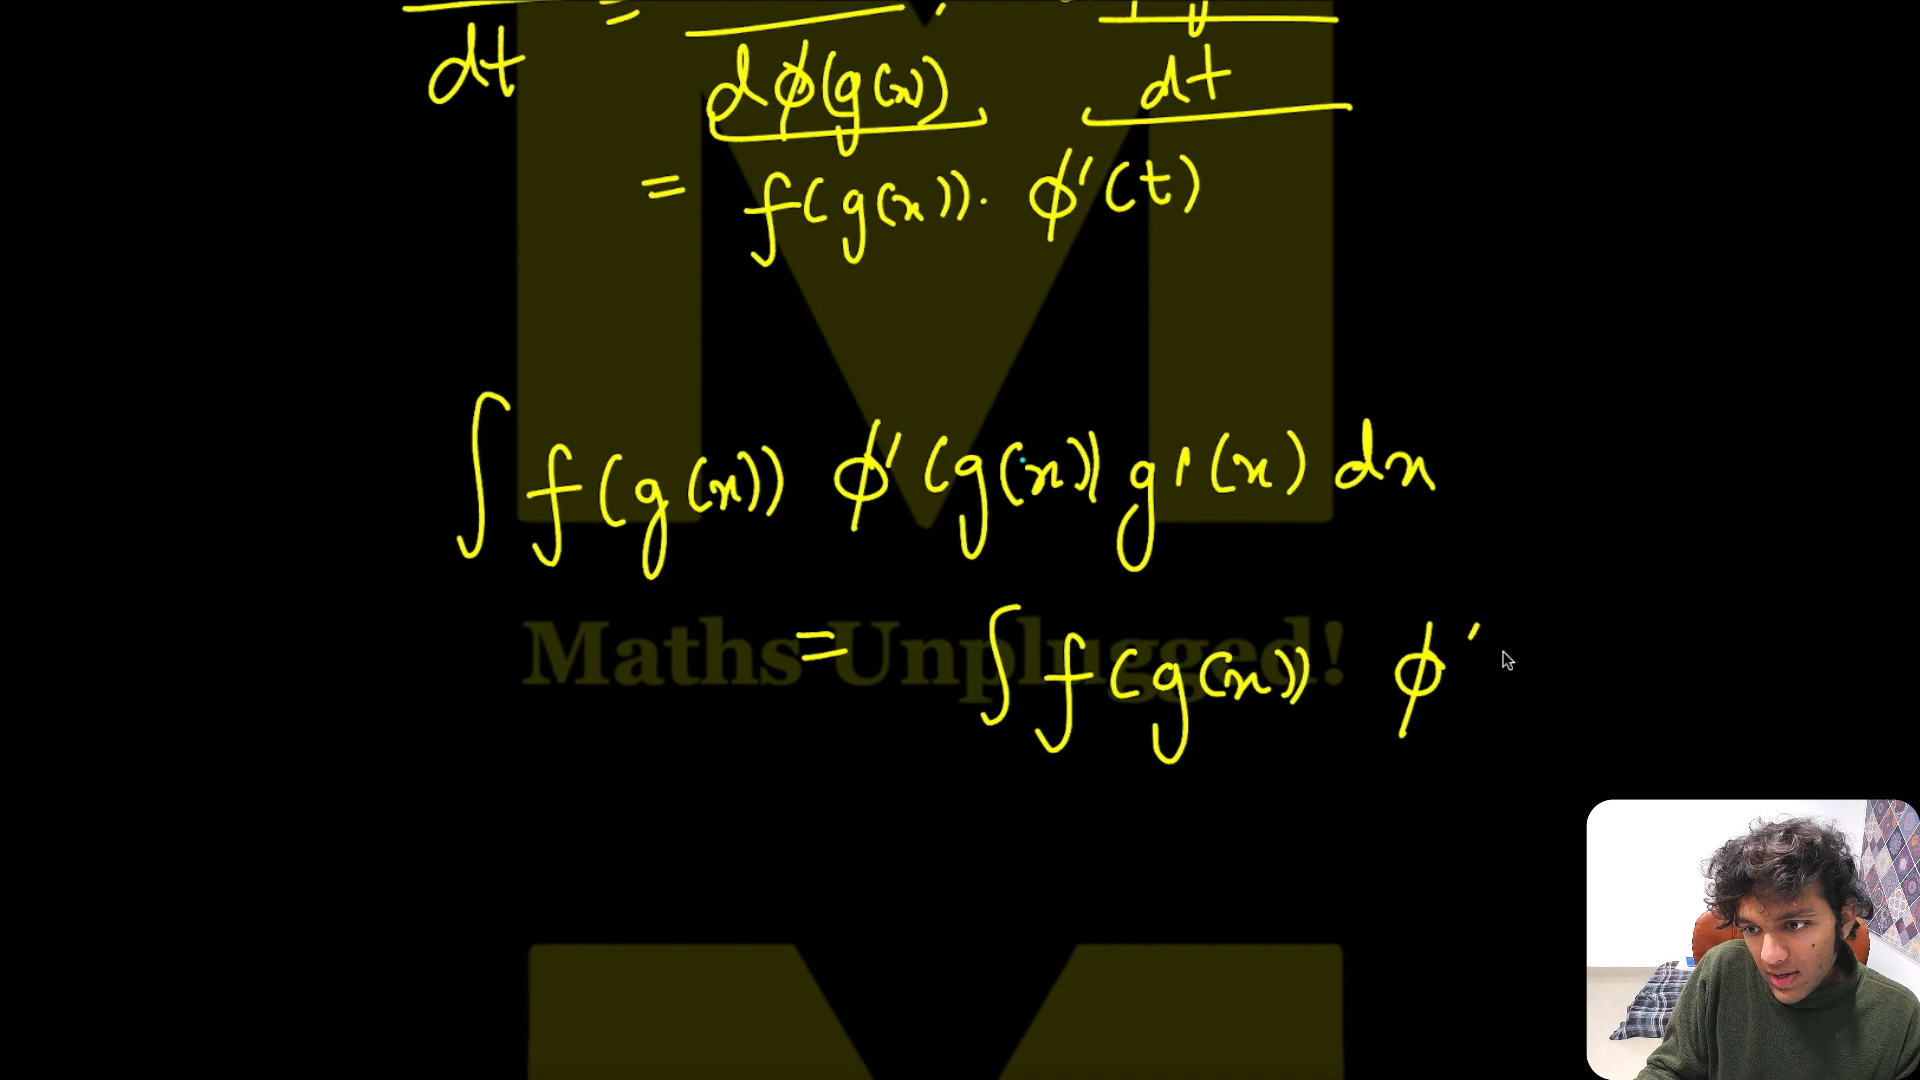 dt = dφ(g(x)) . dt
= f(g(x)). φ'(t)
∫ f(g(x)) φ'(g(x)) g'(x) dx
= ∫ f(g(x)) φ'
Maths Unplugged!